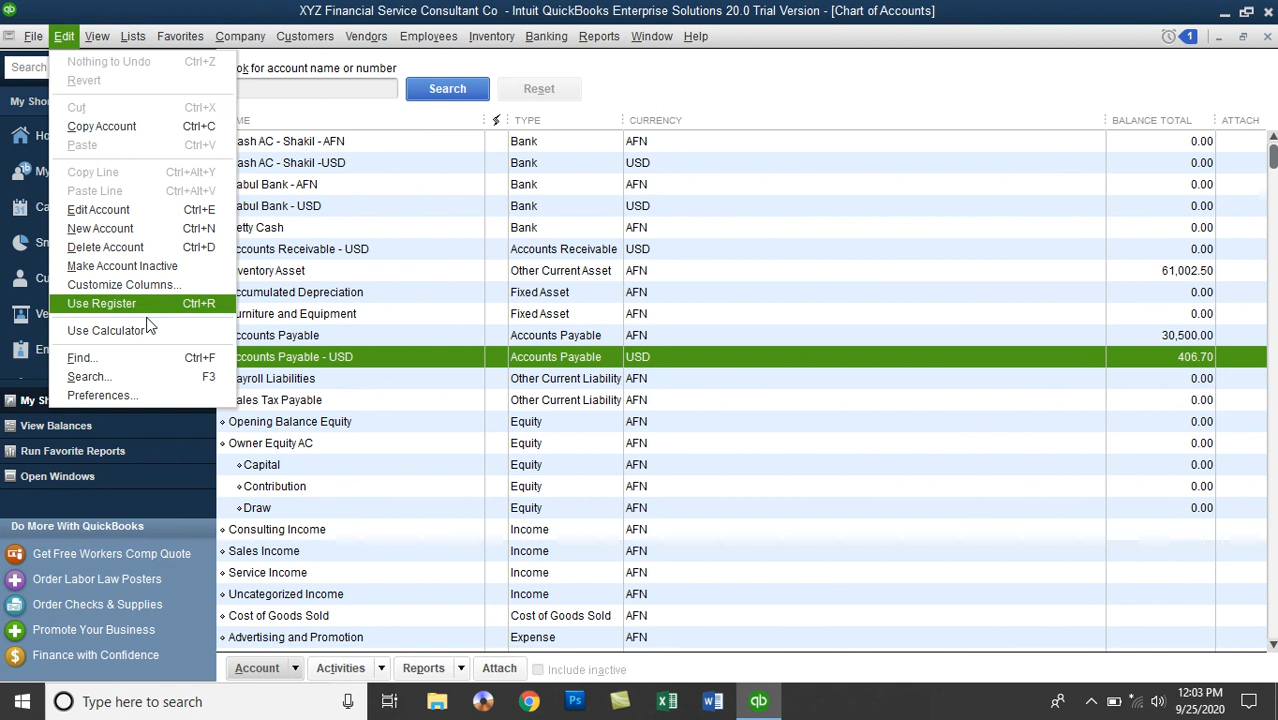 XYZ Financial Service Consultant Co - Intuit QuickBooks Enterprise Solutions 20.0 Trial Version - [Chart of Accounts]
File Edit View Lists Favorites Company Customers Vendors Employees Inventory Banking Reports Window Help 1
Search
My Sho
Ho
My
Ca
Sn
Cu
Ve
Em
Nothing to Undo Ctrl+Z
Revert
Cut Ctrl+X
Copy Account Ctrl+C
Paste Ctrl+V
Copy Line Ctrl+Alt+Y
Paste Line Ctrl+Alt+V
Edit Account Ctrl+E
New Account Ctrl+N
Delete Account Ctrl+D
Make Account Inactive
Customize Columns...
Use Register Ctrl+R
Use Calculator
Find... Ctrl+F
Search... F3
Preferences...
My Sh
View Balances
Run Favorite Reports
Open Windows
Do More With QuickBooks
Get Free Workers Comp Quote
Order Labor Law Posters
Order Checks & Supplies
Promote Your Business
Finance with Confidence
ok for account name or number
Search Reset
ME TYPE CURRENCY BALANCE TOTAL ATTACH
ash AC - Shakil - AFN Bank AFN 0.00
ash AC - Shakil -USD Bank USD 0.00
abul Bank - AFN Bank AFN 0.00
abul Bank - USD Bank USD 0.00
etty Cash Bank AFN 0.00
ccounts Receivable - USD Accounts Receivable USD 0.00
nventory Asset Other Current Asset AFN 61,002.50
ccumulated Depreciation Fixed Asset AFN 0.00
urniture and Equipment Fixed Asset AFN 0.00
ccounts Payable Accounts Payable AFN 30,500.00
ccounts Payable - USD Accounts Payable USD 406.70
ayroll Liabilities Other Current Liability AFN 0.00
ales Tax Payable Other Current Liability AFN 0.00
Opening Balance Equity Equity AFN 0.00
Owner Equity AC Equity AFN 0.00
Capital Equity AFN 0.00
Contribution Equity AFN 0.00
Draw Equity AFN 0.00
Consulting Income Income AFN
Sales Income Income AFN
Service Income Income AFN
Uncategorized Income Income AFN
Cost of Goods Sold Cost of Goods Sold AFN
Advertising and Promotion Expense AFN
Account Activities Reports Attach Include inactive
Type here to search
Ps
qb
12:03 PM
9/25/2020